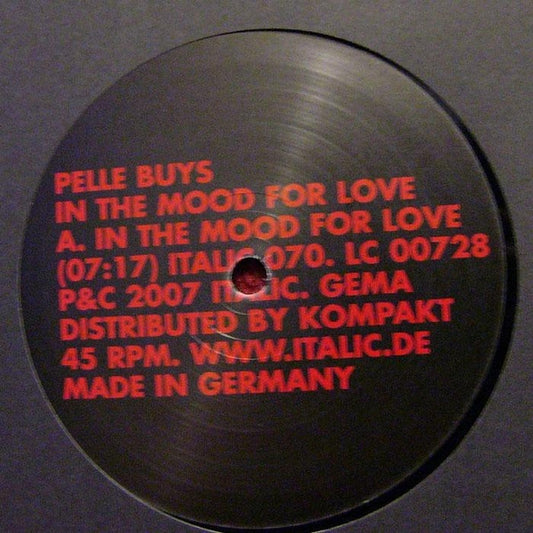 PELLE BUYS
IN THE MOOD FOR LOVE
A. IN THE MOOD FOR LOVE
(07:17) ITALIC 070. LC 00728
P&C 2007 ITALIC. GEMA
DISTRIBUTED BY KOMPAKT
45 RPM. WWW.ITALIC.DE
MADE IN GERMANY